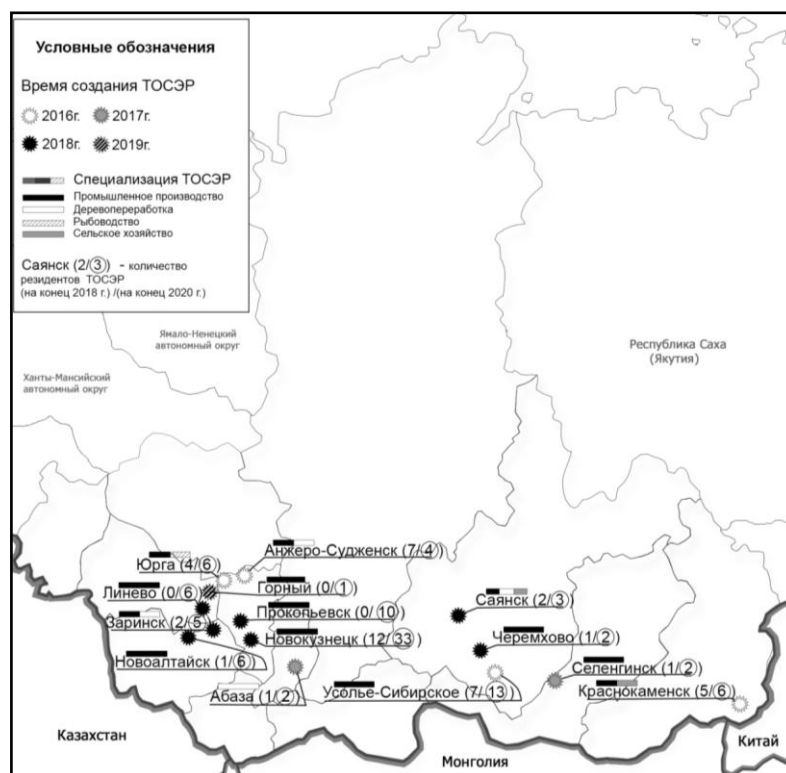 Условные обозначения
Время создания ТОСЭР
2016г.
2017г.
2018г.
2019г.
Специализация ТОСЭР
Промышленное производство
Деревопереработка
Рыбоводство
Сельское хозяйство
Саянск (2/3) - количество
резидентов ТОСЭР
(на конец 2018 г.) /(на конец 2020 г.)
Ямало-Ненецкий
автономный округ
Ханты-Мансийский
автономный округ
Республика Саха
(Якутия)
Анжеро-Судженск (7/4)
Юрга (4/6)
Линево (0/6)
Горный (0/1)
Заринск (2/5)
Прокопьевск (0/10)
Новокузнецк (12/33)
Новоалтайск (1/6)
Абаза (1/2)
Саянск (2/3)
Черемхово (1/2)
Усолье-Сибирское (7/13)
Селенгинск (1/2)
Краснокаменск (5/6)
Казахстан
Монголия
Китай